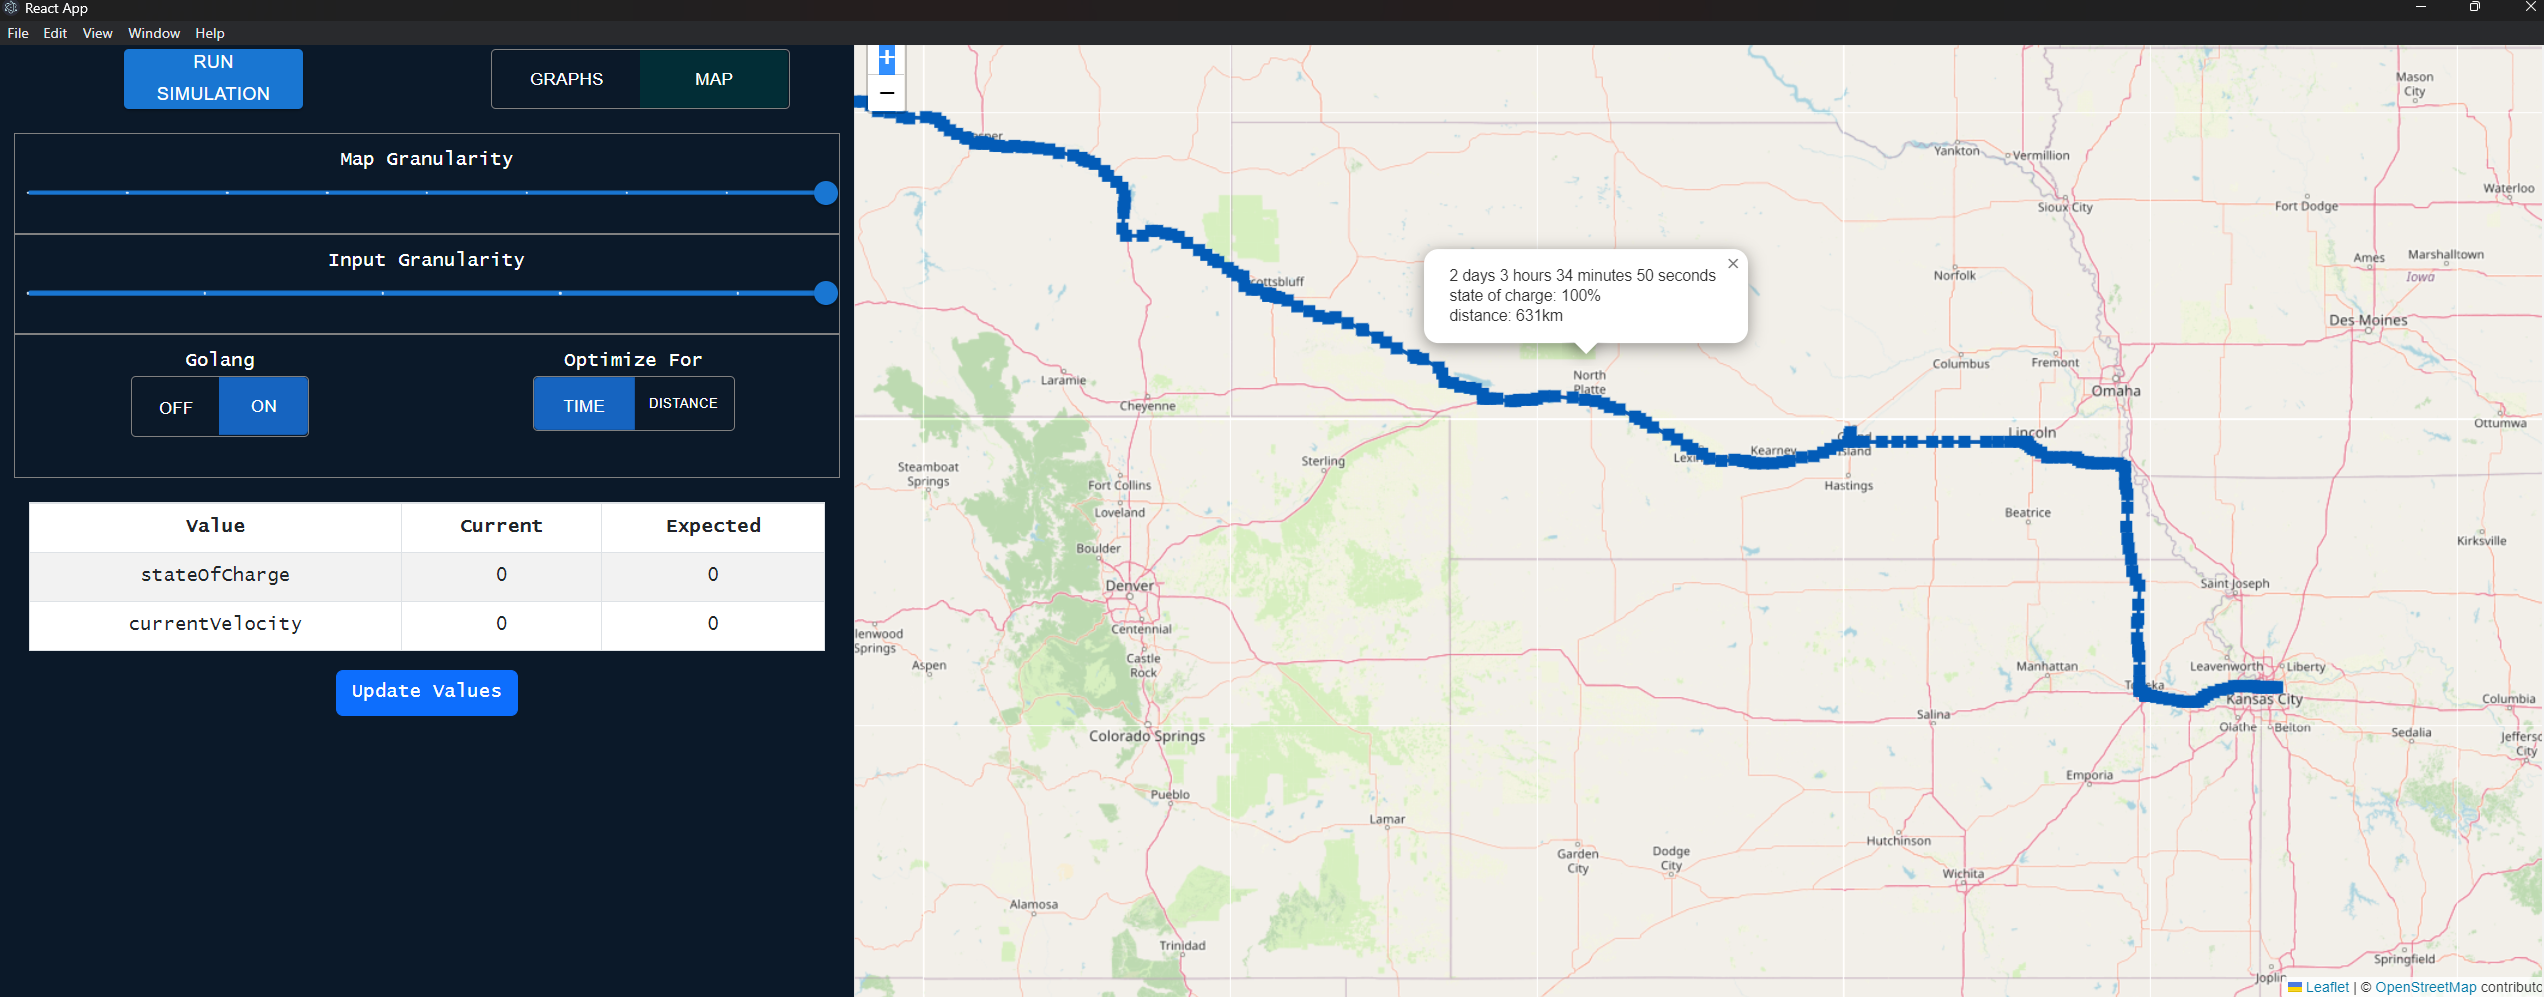 React App
File Edit View Window Help
RUN
SIMULATION
GRAPHS
MAP
Map Granularity
Input Granularity
Golang
OFF
ON
Optimize For
TIME
DISTANCE
Value Current Expected
stateOfCharge 0 0
currentVelocity 0 0
Update Values
+
−
2 days 3 hours 34 minutes 50 seconds
state of charge: 100%
distance: 631km
×
Mason
City
Yankton
Vermillion
Waterloo
Sioux City
Fort Dodge
Ames
Marshalltown
Iowa
Norfolk
Des Moines
Columbus
Fremont
Omaha
North
Platte
Laramie
Cheyenne
Ottumwa
Lincoln
Kearney
Island
Hastings
Sterling
Steamboat
Springs
Fort Collins
Loveland
Beatrice
Boulder
Kirksville
Denver
Saint Joseph
Centennial
lenwood
Springs
Aspen
Castle
Rock
Manhattan
Leavenworth
Liberty
Kansas City
Columbia
Salina
Olathe
Belton
Sedalia
Jeffersc
City
Colorado Springs
Emporia
Pueblo
Lamar
Hutchinson
Garden
City
Dodge
City
Wichita
Alamosa
Trinidad
Springfield
Joplin
Leaflet | © OpenStreetMap contributo